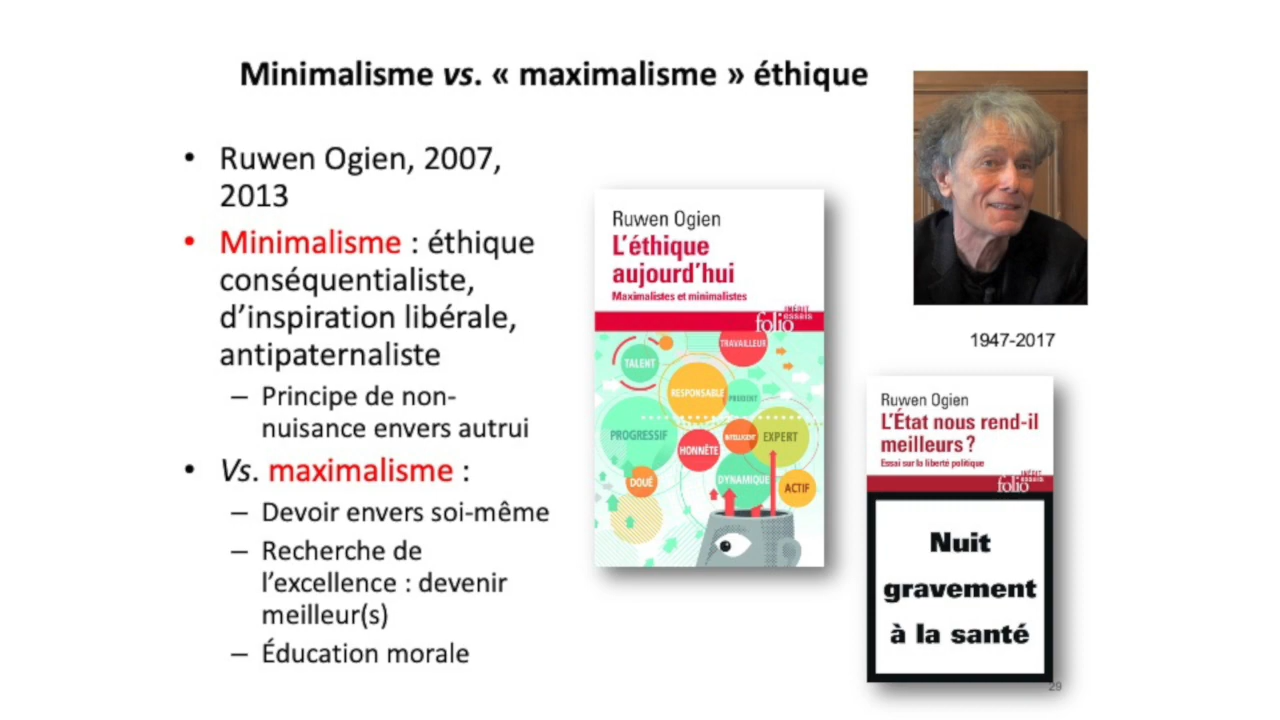 Minimalisme vs. « maximalisme » éthique
• Ruwen Ogien, 2007,
2013
• Minimalisme : éthique
conséquentialiste,
d’inspiration libérale,
antipaternaliste
– Principe de non-
nuisance envers autrui
• Vs. maximalisme :
– Devoir envers soi-même
– Recherche de
l’excellence : devenir
meilleur(s)
– Éducation morale
Ruwen Ogien
L’éthique
aujourd’hui
Maximalistes et minimalistes
INÉDIT
essais
folio
TRAVAILLEUR
TALENT
RESPONSABLE
PRUDENT
PROGRESSIF
HONNÊTE
INTELLIGENT
EXPERT
DOUÉ
DYNAMIQUE
ACTIF
1947-2017
Ruwen Ogien
L’État nous rend-il
meilleurs ?
Essai sur la liberté politique
INÉDIT
essais
folio
Nuit
gravement
à la santé
29